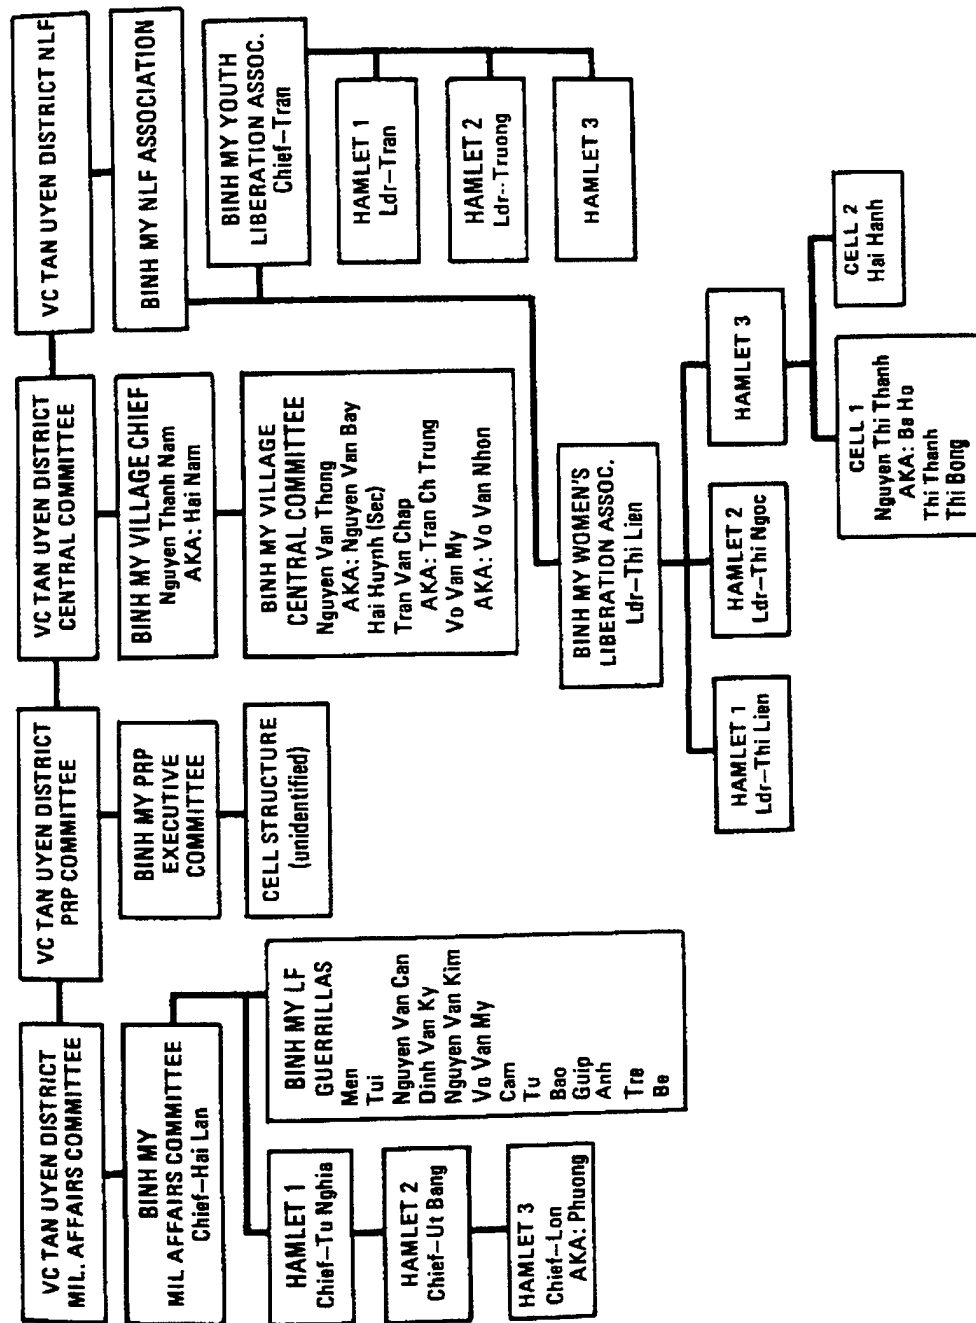 VC TAN UYEN DISTRICT
MIL. AFFAIRS COMMITTEE
VC TAN UYEN DISTRICT
PRP COMMITTEE
VC TAN UYEN DISTRICT
CENTRAL COMMITTEE
VC TAN UYEN DISTRICT NLF
BINH MY
MIL AFFAIRS COMMITTEE
Chief–Hai Lan
HAMLET 1
Chief–Tu Nghia
HAMLET 2
Chief–Ut Bang
HAMLET 3
Chief–Lon
AKA: Phuong
BINH MY LF
GUERRILLAS
Men
Tui
Nguyen Van Can
Dinh Van Ky
Nguyen Van Kim
Vo Van My
Cam
Tu
Bao
Guip
Anh
Tre
Be
BINH MY PRP
EXECUTIVE
COMMITTEE
CELL STRUCTURE
(unidentified)
BINH MY VILLAGE CHIEF
Nguyen Thanh Nam
AKA: Hai Nam
BINH MY VILLAGE
CENTRAL COMMITTEE
Nguyen Van Thong
AKA: Nguyen Van Bay
Hai Huynh (Sec)
Tran Van Chap
AKA: Tran Ch Trung
Vo Van My
AKA: Vo Van Nhon
BINH MY NLF ASSOCIATION
BINH MY YOUTH
LIBERATION ASSOC.
Chief–Tran
HAMLET 1
Ldr–Tran
HAMLET 2
Ldr--Truong
HAMLET 3
BINH MY WOMEN'S
LIBERATION ASSOC.
Ldr–Thi Lien
HAMLET 1
Ldr–Thi Lien
HAMLET 2
Ldr–Thi Ngoc
HAMLET 3
CELL 1
Nguyen Thi Thanh
AKA: Ba Ho
Thi Thanh
Thi Bong
CELL 2
Hai Hanh